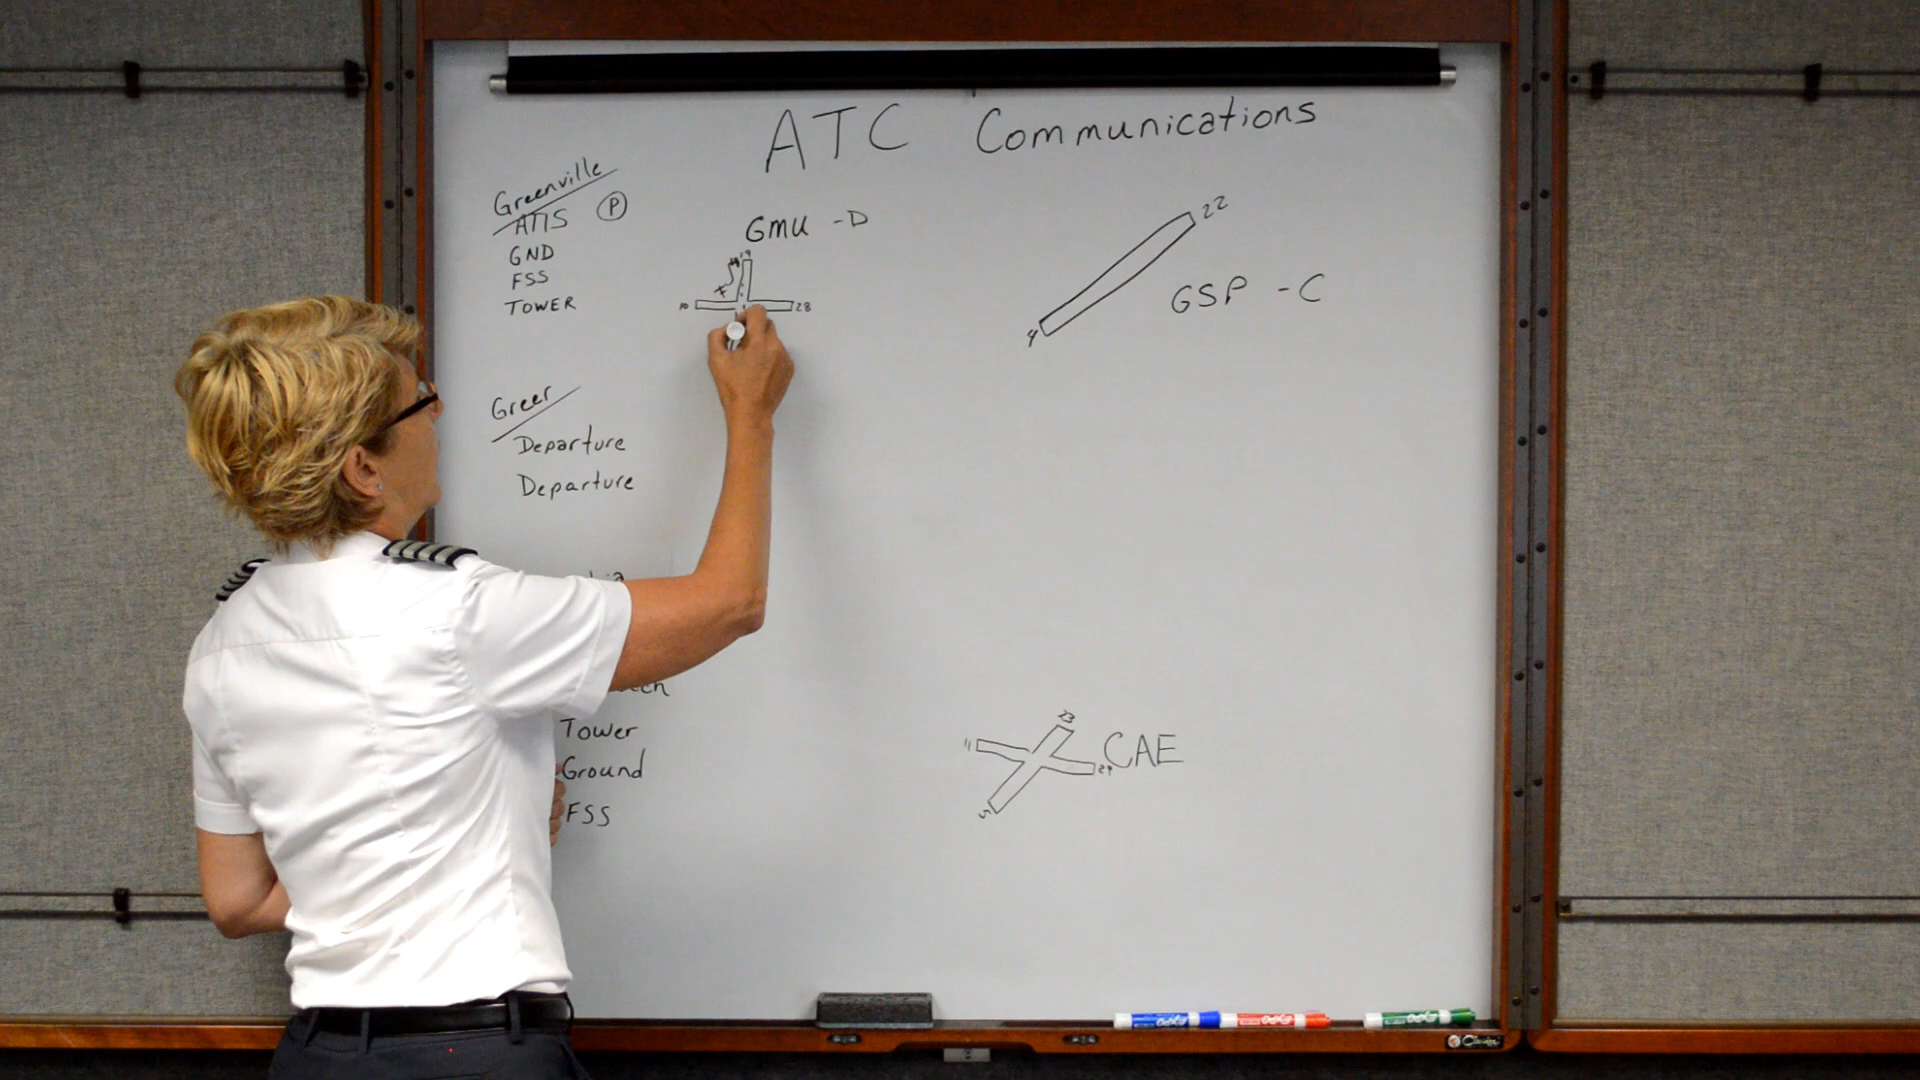 ATC Communications
Greenville
ATIS P
GND
FSS
TOWER
GMU -D
19
10
28
22
4
GSP -C
Greer
Departure
Departure
Tower
Ground
FSS
23
11
29
5
CAE